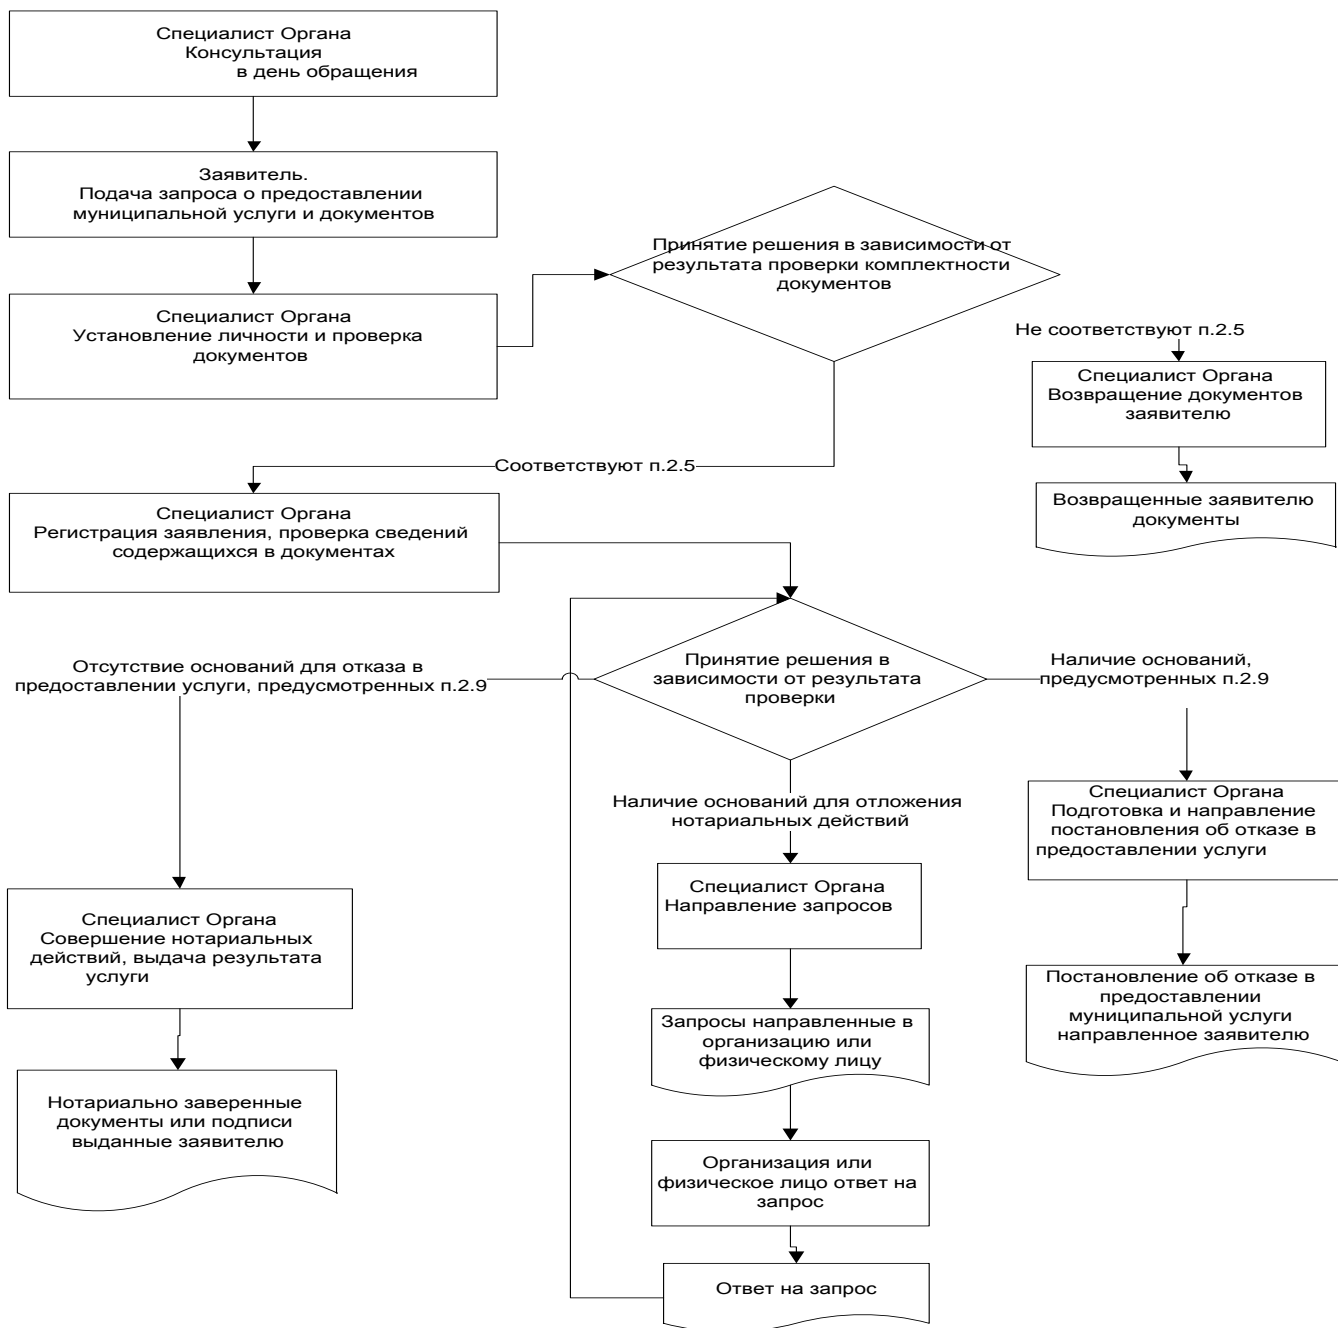 Специалист Органа
Консультация
в день обращения
Заявитель.
Подача запроса о предоставлении
муниципальной услуги и документов
Специалист Органа
Установление личности и проверка
документов
Принятие решения в зависимости от
результата проверки комплектности
документов
Не соответствуют п.2.5
Специалист Органа
Возвращение документов
заявителю
Возвращенные заявителю
документы
Соответствуют п.2.5
Специалист Органа
Регистрация заявления, проверка сведений
содержащихся в документах
Принятие решения в
зависимости от результата
проверки
Отсутствие оснований для отказа в
предоставлении услуги, предусмотренных п.2.9
Наличие оснований,
предусмотренных п.2.9
Наличие оснований для отложения
нотариальных действий
Специалист Органа
Подготовка и направление
постановления об отказе в
предоставлении услуги
Специалист Органа
Направление запросов
Специалист Органа
Совершение нотариальных
действий, выдача результата
услуги
Постановление об отказе в
предоставлении
муниципальной услуги
направленное заявителю
Запросы направленные в
организацию или
физическому лицу
Нотариально заверенные
документы или подписи
выданные заявителю
Организация или
физическое лицо ответ на
запрос
Ответ на запрос